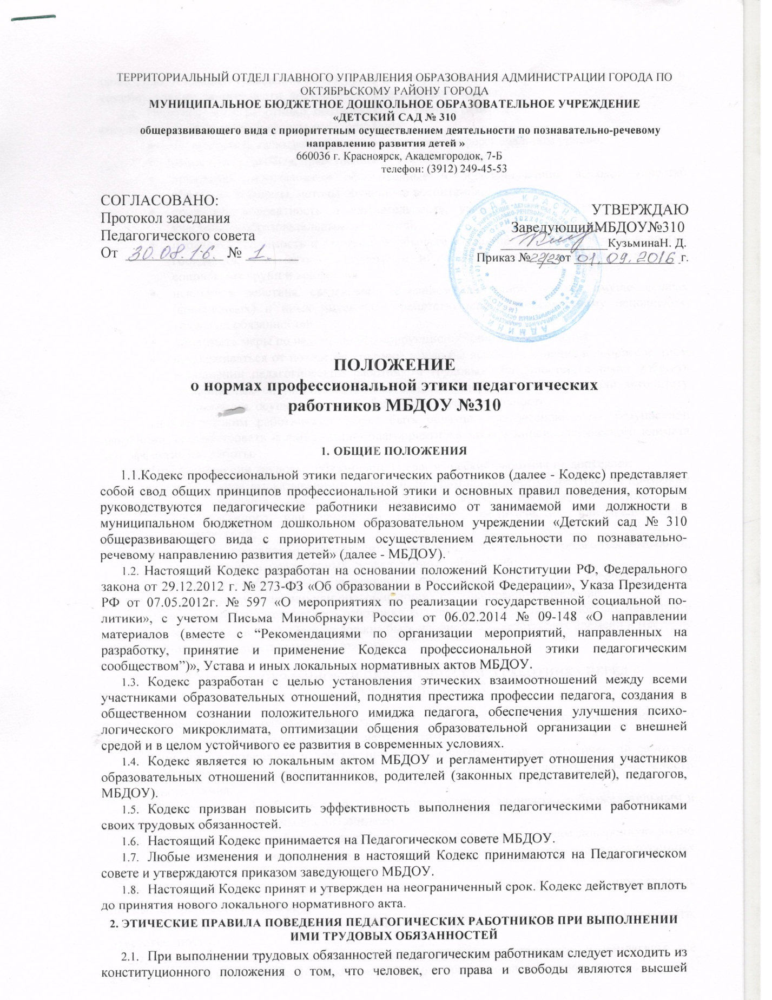 ТЕРРИТОРИАЛЬНЫЙ ОТДЕЛ ГЛАВНОГО УПРАВЛЕНИЯ ОБРАЗОВАНИЯ АДМИНИСТРАЦИИ ГОРОДА ПО
ОКТЯБРЬСКОМУ РАЙОНУ ГОРОДА
МУНИЦИПАЛЬНОЕ БЮДЖЕТНОЕ ДОШКОЛЬНОЕ ОБРАЗОВАТЕЛЬНОЕ УЧРЕЖДЕНИЕ
«ДЕТСКИЙ САД № 310
общеразвивающего вида с приоритетным осуществлением деятельности по познавательно-речевому
направлению развития детей »
660036 г. Красноярск, Академгородок, 7-Б
телефон: (3912) 249-45-53
СОГЛАСОВАНО:
Протокол заседания
Педагогического совета
От 30.08.16. № 1.
УТВЕРЖДАЮ
ЗаведующийМБДОУ№310
КузьминаН. Д.
Приказ № от 01.09.2016 г.
ПОЛОЖЕНИЕ
о нормах профессиональной этики педагогических
работников МБДОУ №310
1. ОБЩИЕ ПОЛОЖЕНИЯ
1.1.Кодекс профессиональной этики педагогических работников (далее - Кодекс) представляет
собой свод общих принципов профессиональной этики и основных правил поведения, которым
руководствуются педагогические работники независимо от занимаемой ими должности в
муниципальном бюджетном дошкольном образовательном учреждении «Детский сад № 310
общеразвивающего вида с приоритетным осуществлением деятельности по познавательно-
речевому направлению развития детей» (далее - МБДОУ).
1.2. Настоящий Кодекс разработан на основании положений Конституции РФ, Федерального
закона от 29.12.2012 г. № 273-ФЗ «Об образовании в Российской Федерации», Указа Президента
РФ от 07.05.2012г. № 597 «О мероприятиях по реализации государственной социальной по-
литики», с учетом Письма Минобрнауки России от 06.02.2014 № 09-148 «О направлении
материалов (вместе с “Рекомендациями по организации мероприятий, направленных на
разработку, принятие и применение Кодекса профессиональной этики педагогическим
сообществом”)», Устава и иных локальных нормативных актов МБДОУ.
1.3. Кодекс разработан с целью установления этических взаимоотношений между всеми
участниками образовательных отношений, поднятия престижа профессии педагога, создания в
общественном сознании положительного имиджа педагога, обеспечения улучшения психо-
логического микроклимата, оптимизации общения образовательной организации с внешней
средой и в целом устойчивого ее развития в современных условиях.
1.4. Кодекс является ю локальным актом МБДОУ и регламентирует отношения участников
образовательных отношений (воспитанников, родителей (законных представителей), педагогов,
МБДОУ).
1.5. Кодекс призван повысить эффективность выполнения педагогическими работниками
своих трудовых обязанностей.
1.6. Настоящий Кодекс принимается на Педагогическом совете МБДОУ.
1.7. Любые изменения и дополнения в настоящий Кодекс принимаются на Педагогическом
совете и утверждаются приказом заведующего МБДОУ.
1.8. Настоящий Кодекс принят и утвержден на неограниченный срок. Кодекс действует вплоть
до принятия нового локального нормативного акта.
2. ЭТИЧЕСКИЕ ПРАВИЛА ПОВЕДЕНИЯ ПЕДАГОГИЧЕСКИХ РАБОТНИКОВ ПРИ ВЫПОЛНЕНИИ
ИМИ ТРУДОВЫХ ОБЯЗАННОСТЕЙ
2.1. При выполнении трудовых обязанностей педагогическим работникам следует исходить из
конституционного положения о том, что человек, его права и свободы являются высшей